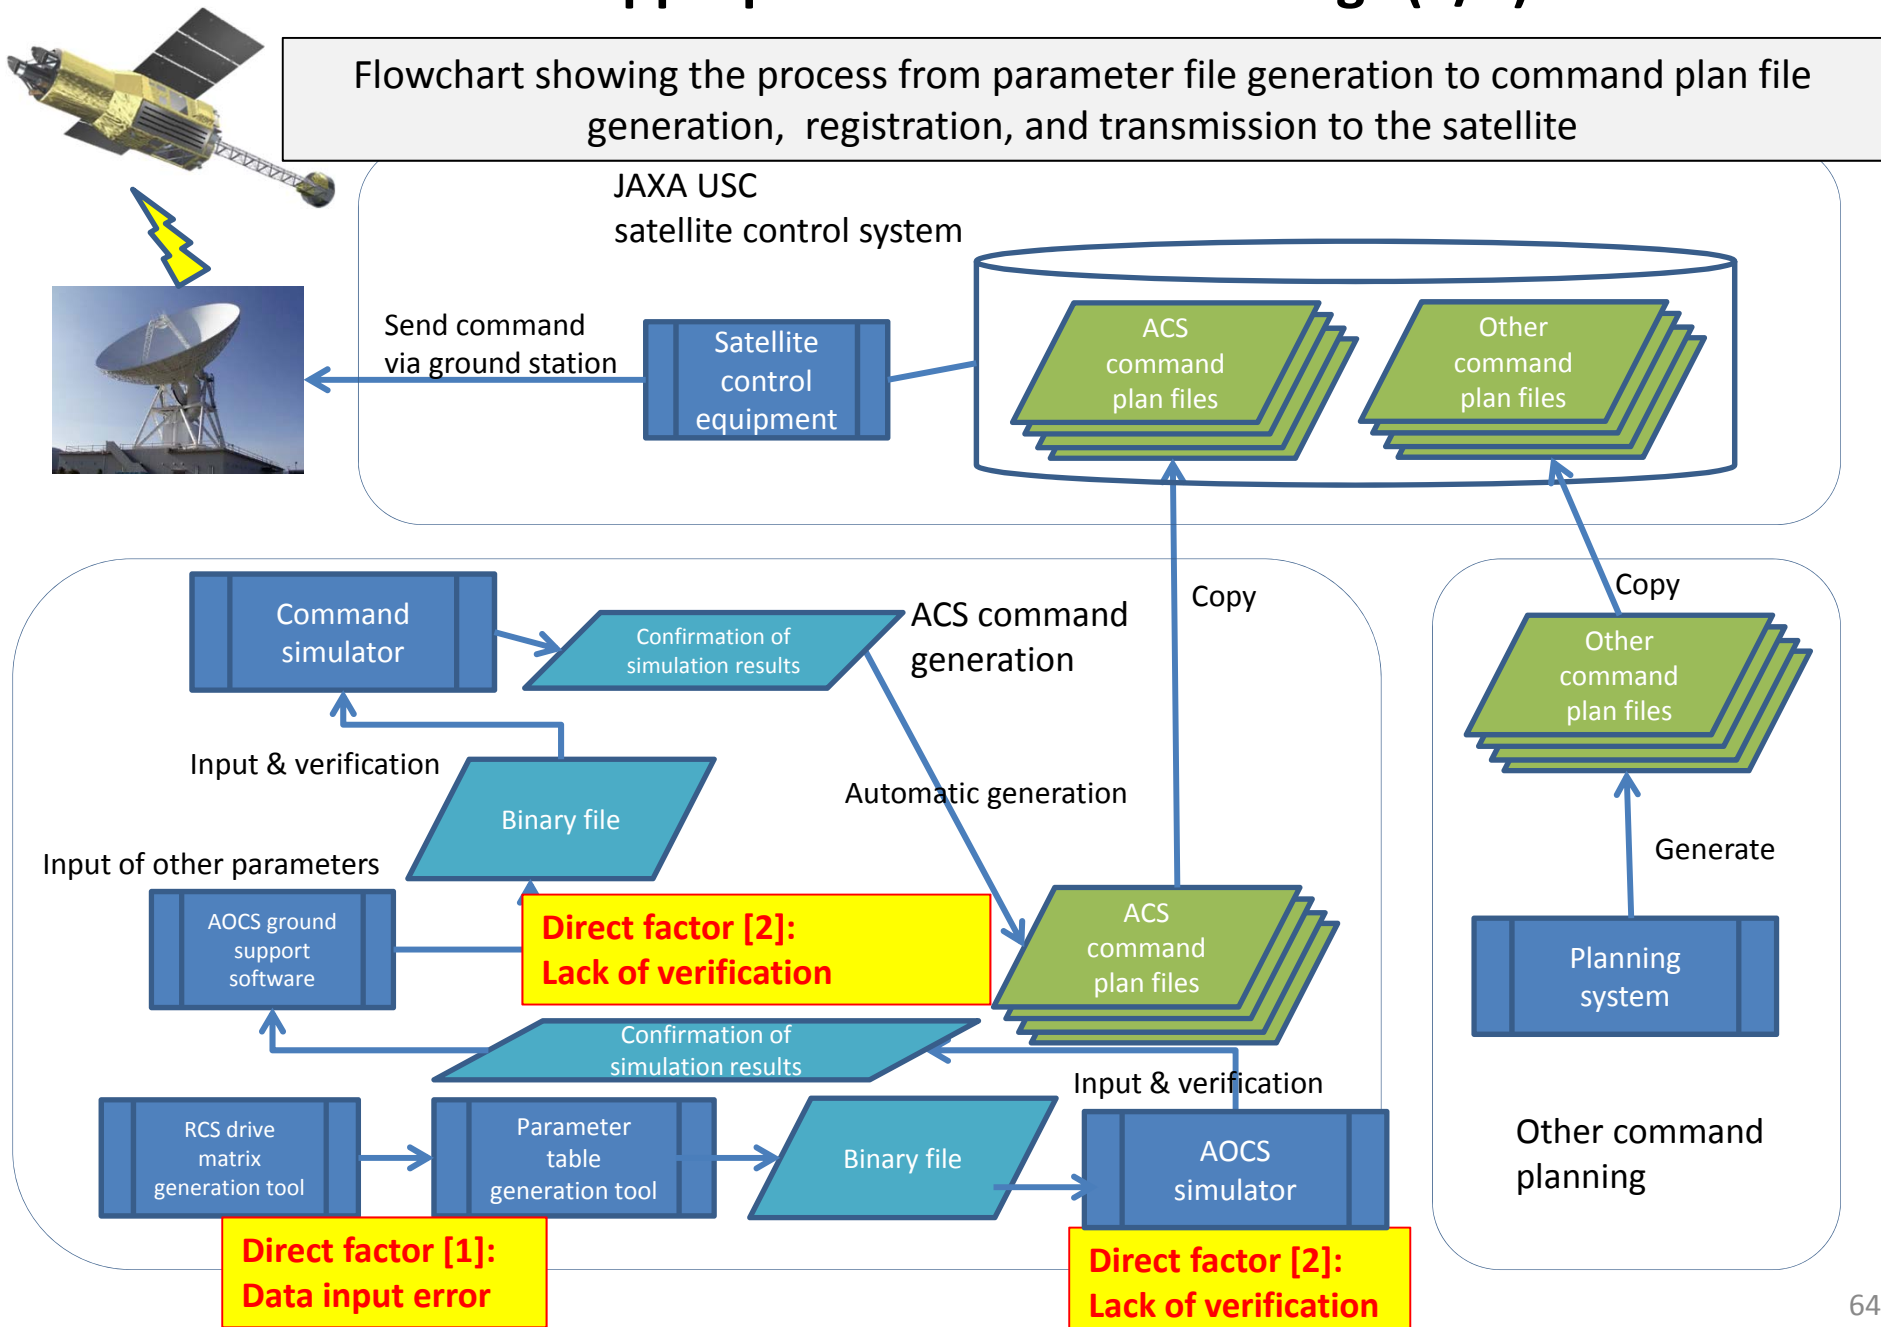 Flowchart showing the process from parameter file generation to command plan file
generation, registration, and transmission to the satellite
JAXA USC
satellite control system
Send command
via ground station
Satellite
control
equipment
ACS
command
plan files
Other
command
plan files
Command
simulator
Confirmation of
simulation results
ACS command
generation
Copy
Copy
Other
command
plan files
Input & verification
Binary file
Automatic generation
Generate
Input of other parameters
AOCS ground
support
software
Direct factor [2]:
Lack of verification
ACS
command
plan files
Planning
system
Confirmation of
simulation results
Input & verification
RCS drive
matrix
generation tool
Parameter
table
generation tool
Binary file
AOCS
simulator
Other command
planning
Direct factor [1]:
Data input error
Direct factor [2]:
Lack of verification
64